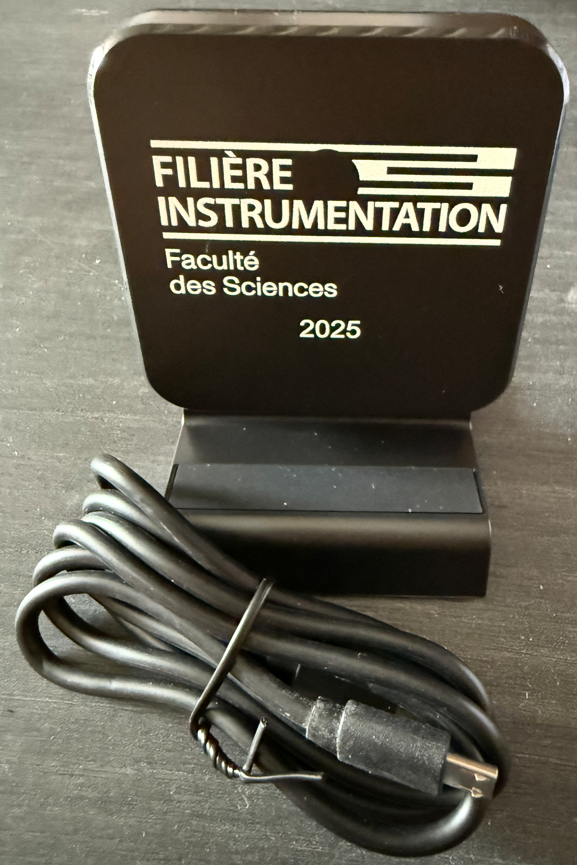 FILIÈRE
INSTRUMENTATION
Faculté
des Sciences
2025